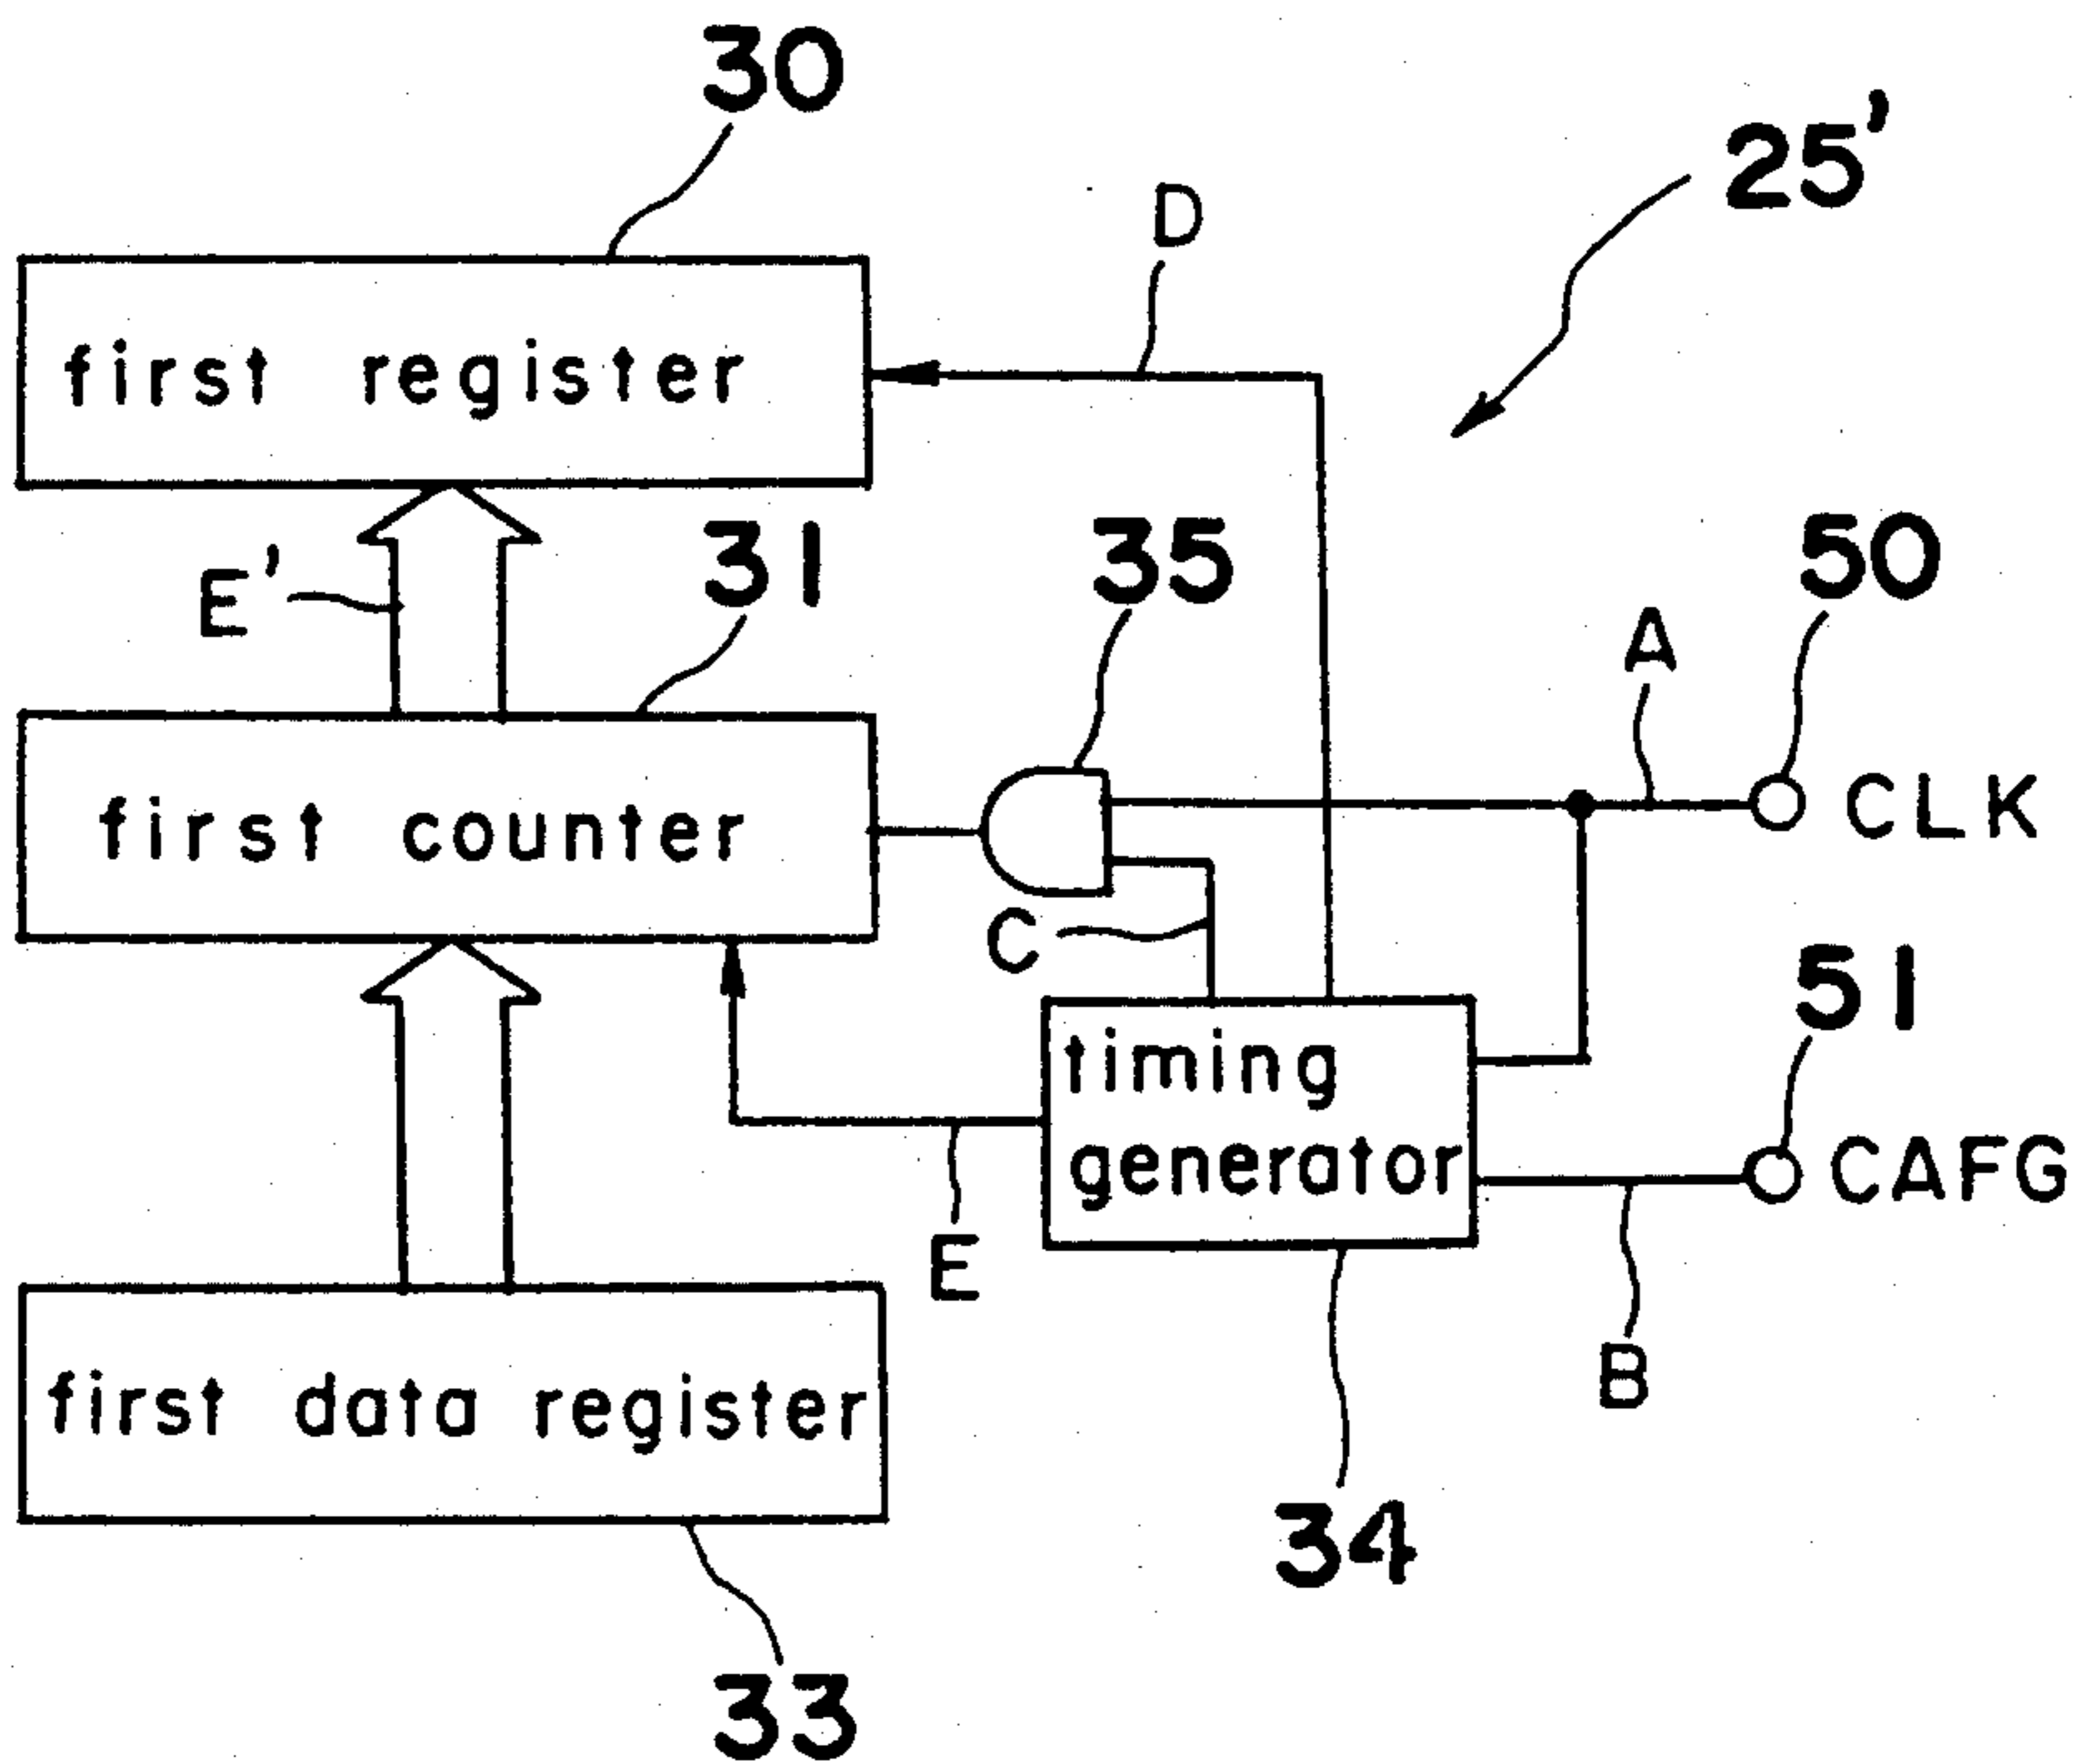 30
25'
D
first register
31
35
50
E'
A
first counter
CLK
C
51
timing
generator
CAFG
E
B
first data register
34
33